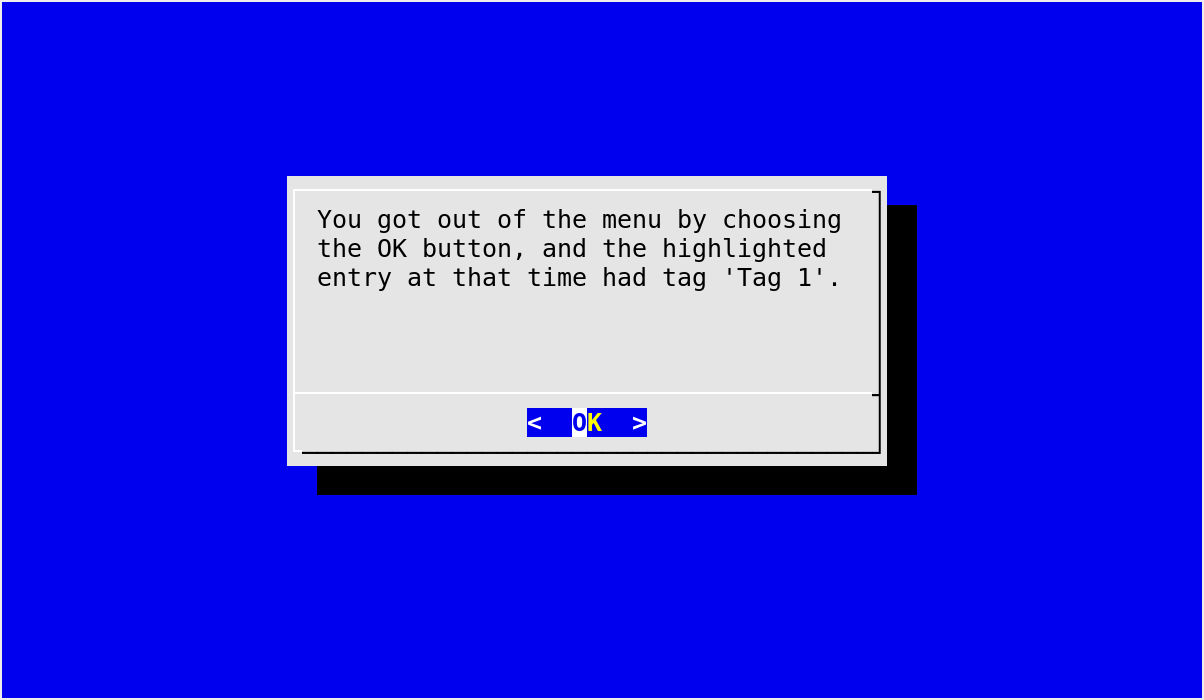 You got out of the menu by choosing
the OK button, and the highlighted
entry at that time had tag 'Tag 1'.
<  OK  >